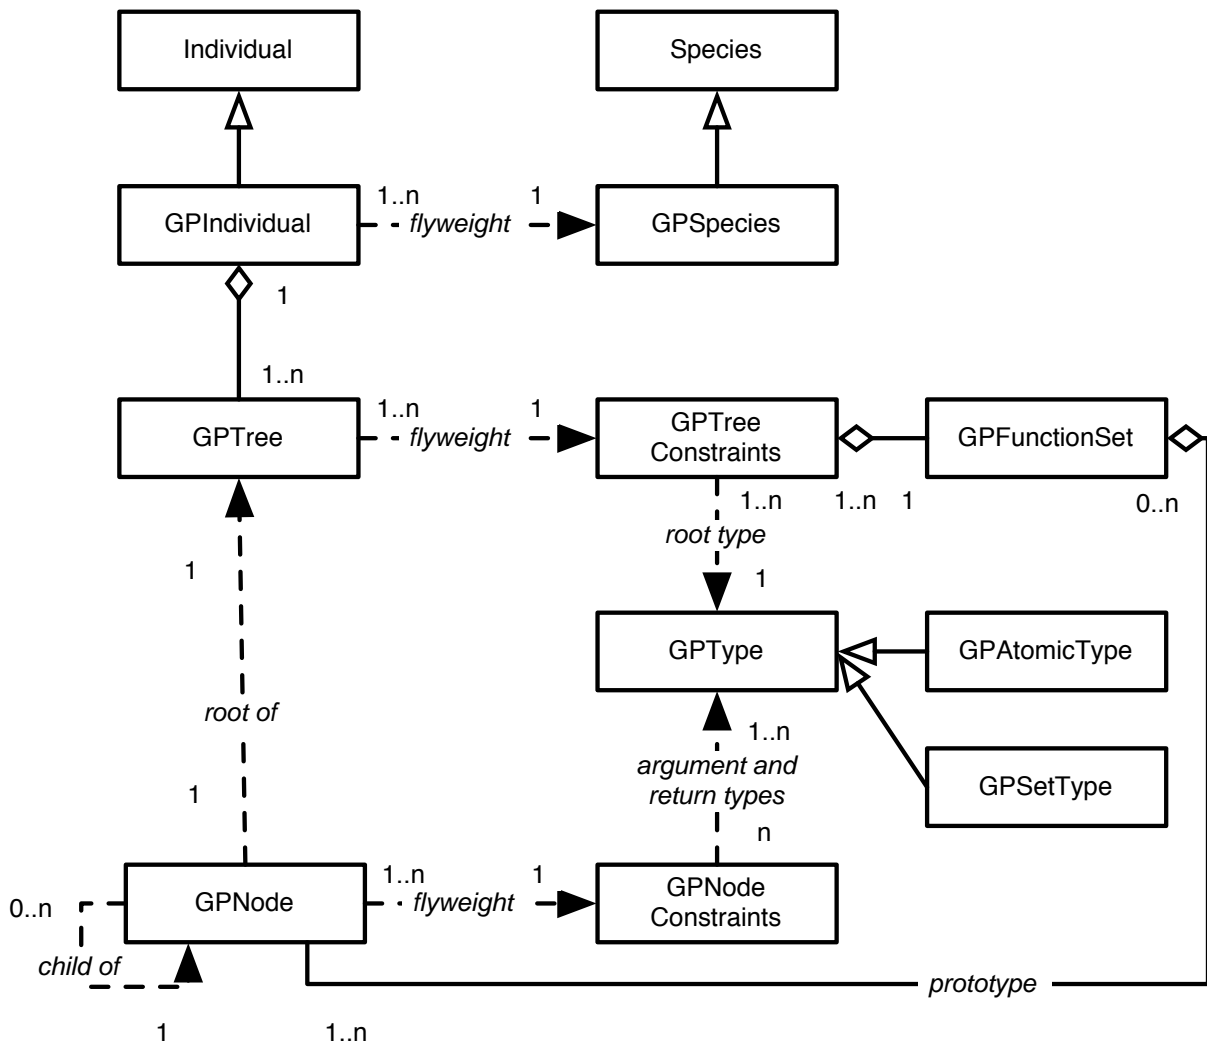 Individual
Species
GPIndividual
1..n
flyweight
1
GPSpecies
1
1..n
GPTree
1..n
flyweight
1
GPTree
Constraints
GPFunctionSet
1..n
1..n
1
0..n
root type
1
1
GPType
GPAtomicType
root of
1..n
argument and
return types
GPSetType
1
n
0..n
GPNode
1..n
flyweight
1
GPNode
Constraints
child of
prototype
1
1..n